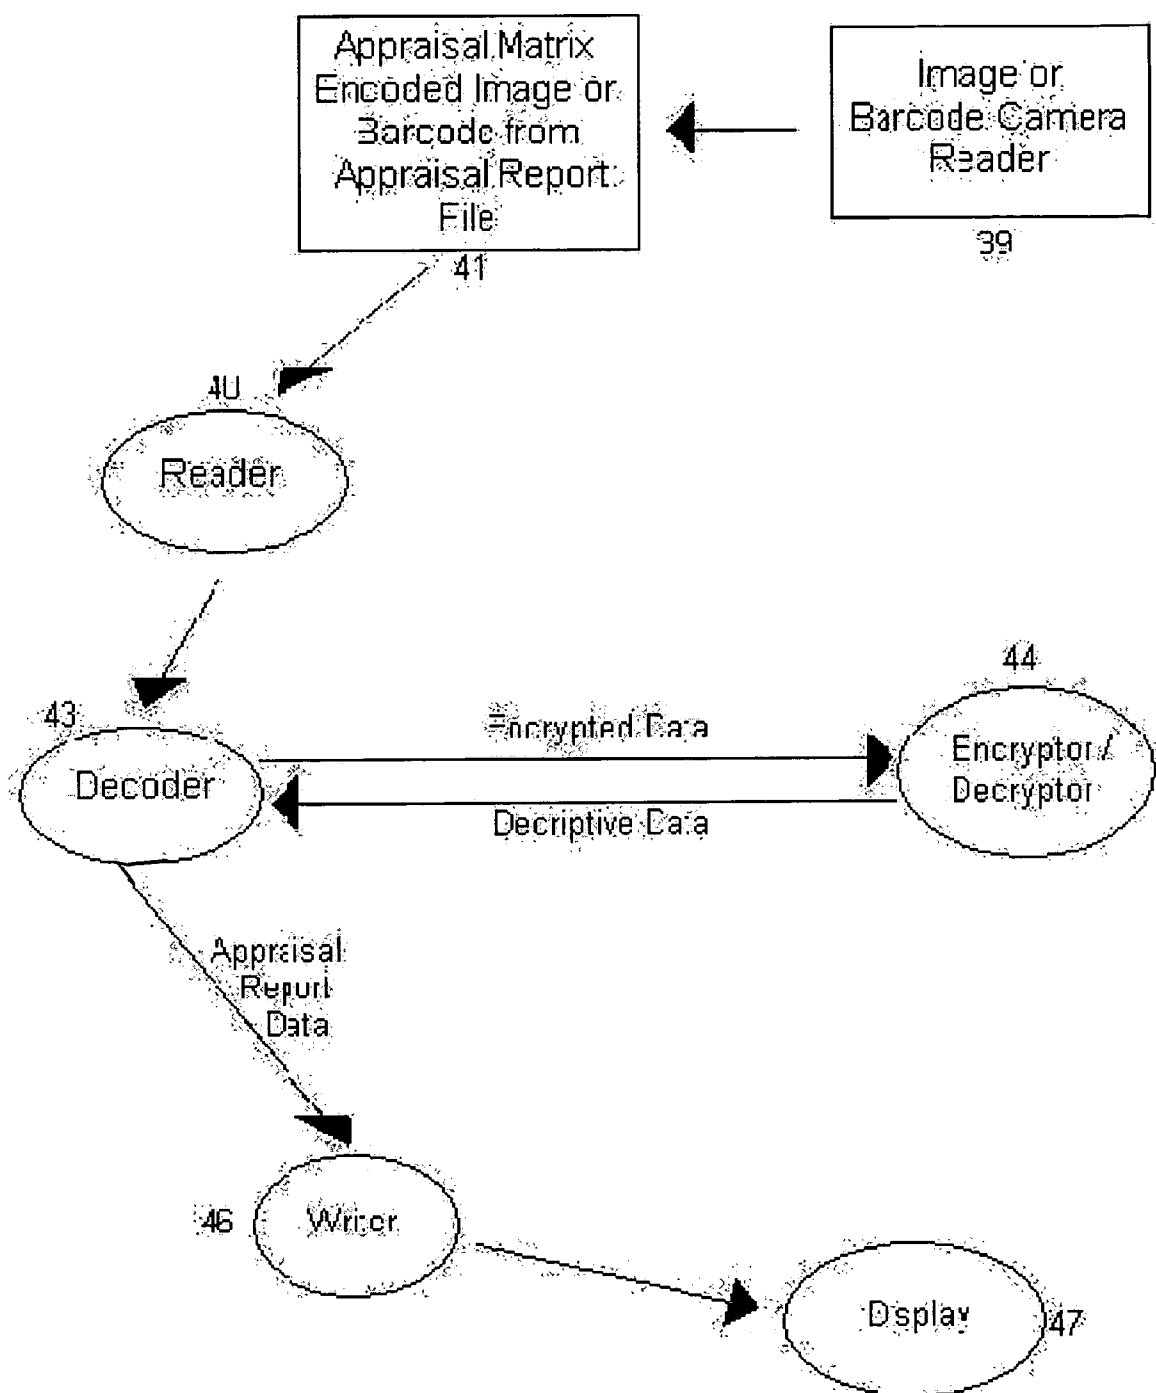 Appraisal Matrix
Encoded Image or
Barcode from
Appraisal Report
File
41
Image or
Barcode Camera
Reader
39
40
Reader
43
Decoder
Encrypted Data
Decriptive Data
44
Encryptor /
Decryptor
Appraisal
Report
Data
46
Writer
Display
47